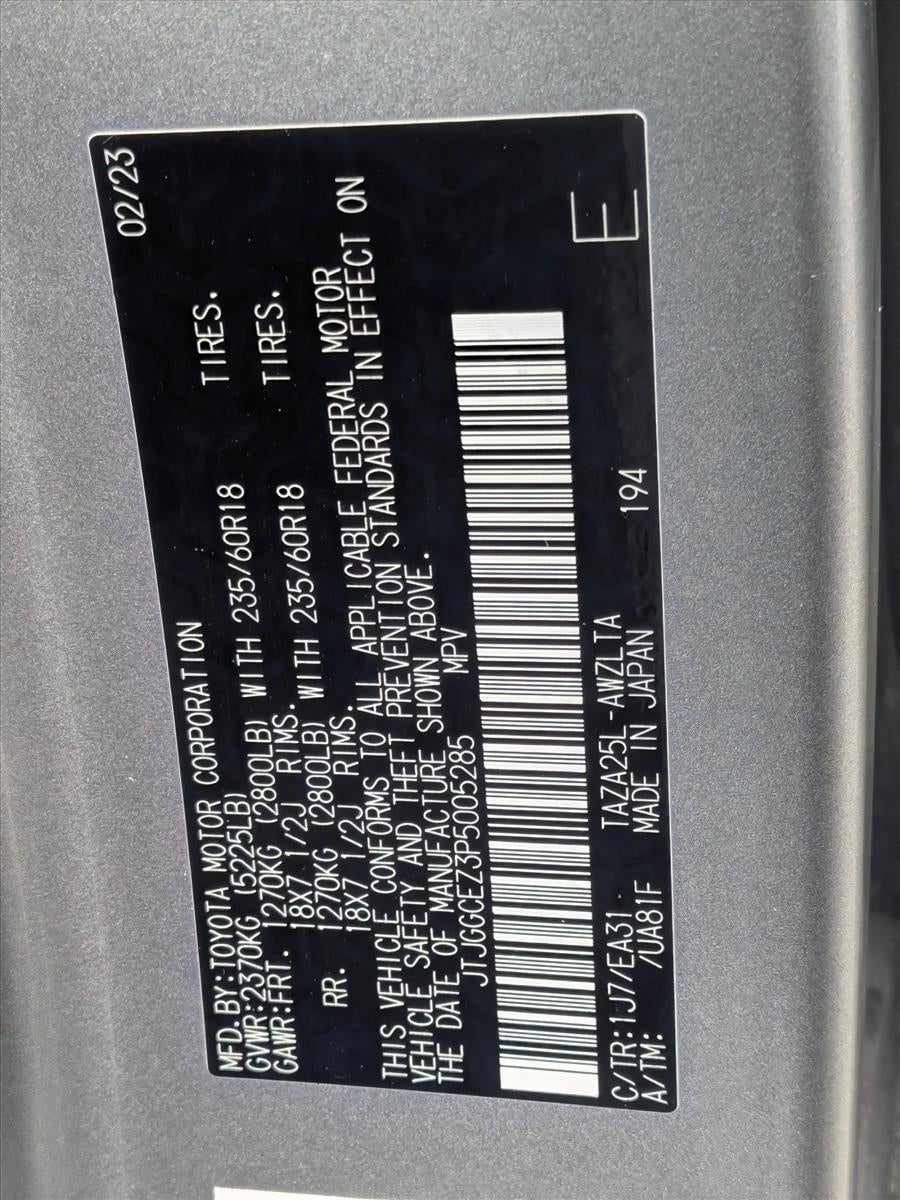 MFD.BY:TOYOTA MOTOR CORPORATION 02/23
GVWR:2370KG (5225LB)
GAWR:FRT. 1270KG (2800LB) WITH 235/60R18 TIRES.
18X7 1/2J RIMS.
RR. 1270KG (2800LB) WITH 235/60R18 TIRES.
18X7 1/2J RIMS.
THIS VEHICLE CONFORMS TO ALL APPLICABLE FEDERAL MOTOR
VEHICLE SAFETY AND THEFT PREVENTION STANDARDS IN EFFECT ON
THE DATE OF MANUFACTURE SHOWN ABOVE.
JTJGGCEZ3P5005285 MPV
C/TR:1J7/EA31 TAZA25L-AWZLTA 194 E
A/TM: 7UA81F MADE IN JAPAN